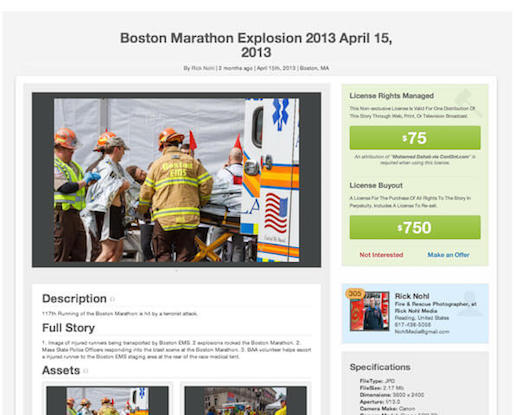 Boston Marathon Explosion 2013 April 15,
2013
By Rick Nohl | 2 months ago | April 15th, 2013 | Boston, MA
License Rights Managed
This Non-exclusive License Is Valid For One Distribution Of
This Story Through Web, Print, Or Television Broadcast.
$75
An attribution of "Mohamed Dahab via ConOnt.com" is
required when using this license.
License Buyout
A License For The Purchase Of All Rights To The Story In
Perpetuity. Includes A License To Re-sell.
$750
Not Interested
Make an Offer
Boston
EMS
Description
117th Running of the Boston Marathon is hit by a terrorist attack.
Full Story
1. Image of injured runners being transported by Boston EMS. 2 explosions rocked the Boston Marathon. 2.
Mass State Police Officers responding into the blast scene at the Boston Marathon. 3. BAA volunteer helps escort
a injured runner to the Boston EMS staging area at the rear of the race medical tent.
Assets
305
Rick Nohl
Fire & Rescue Photographer, at
Rick Nohl Media
Reading, United States
617-438-5058
NohlMedia@gmail.com
Specifications
FileType: JPG
FileSize: 2.17 Mb
Dimensions: 3600 x 2400
Aperture: f/13.0
Camera Make: Canon